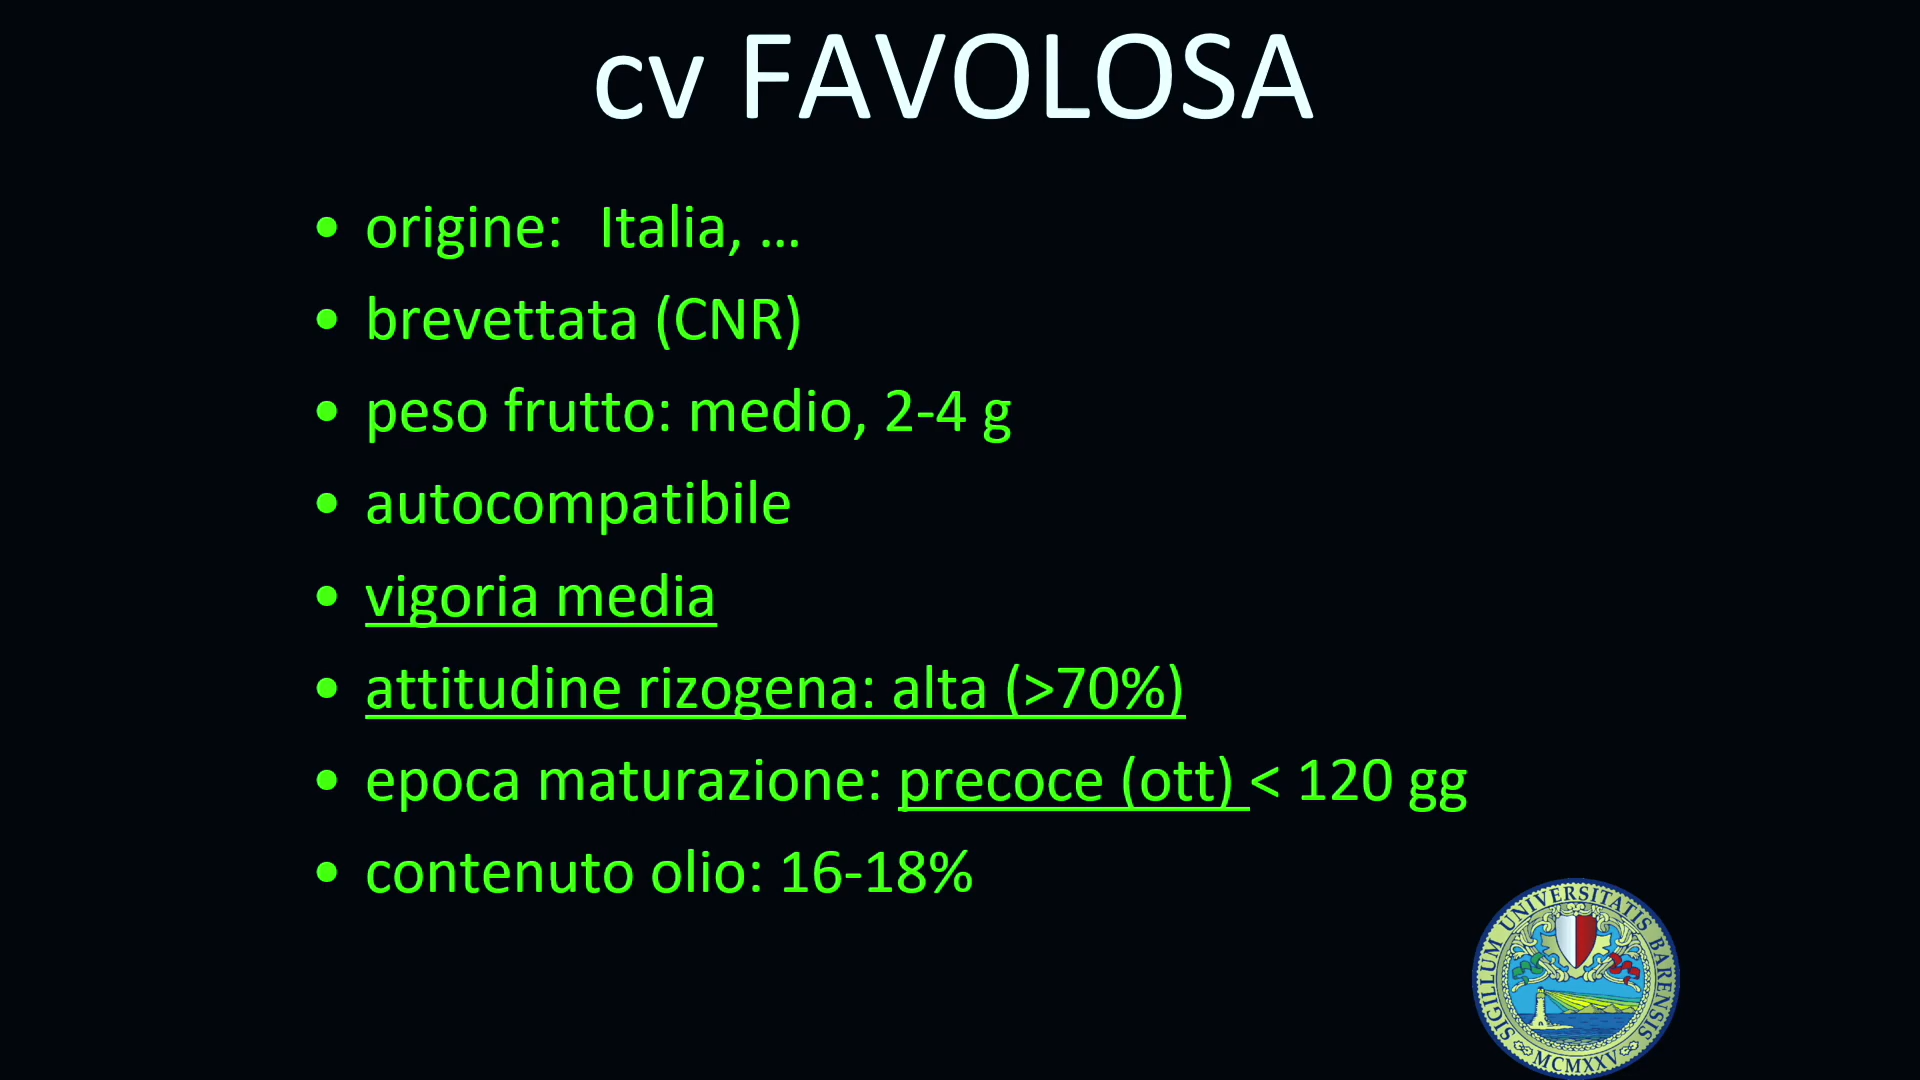 cv FAVOLOSA
• origine: Italia, ...
• brevettata (CNR)
• peso frutto: medio, 2-4 g
• autocompatibile
• vigoria media
• attitudine rizogena: alta (>70%)
• epoca maturazione: precoce (ott) < 120 gg
• contenuto olio: 16-18%
SIGILLUM UNIVERSITATIS BARENSIS
MCMXXV